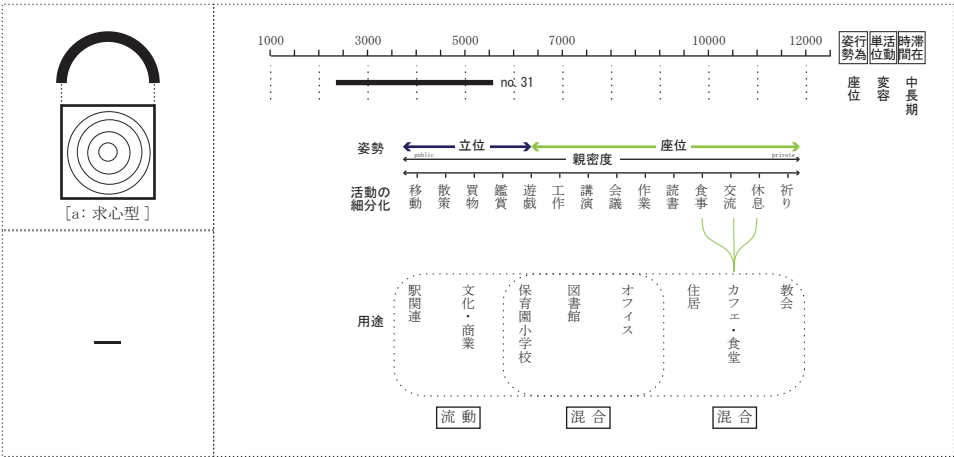 1000 3000 5000 7000 10000 12000
行為姿勢
活動単位
滞在時間
座位
変容
中長期
no. 31
姿勢
立位
座位
public
親密度
private
活動の細分化
移動
散策
買物
鑑賞
遊戯
工作
講演
会議
作業
読書
食事
交流
休息
祈り
[a: 求心型 ]
用途
駅関連
文化・商業
保育園小学校
図書館
オフィス
住居
カフェ・食堂
教会
流動
混合
混合